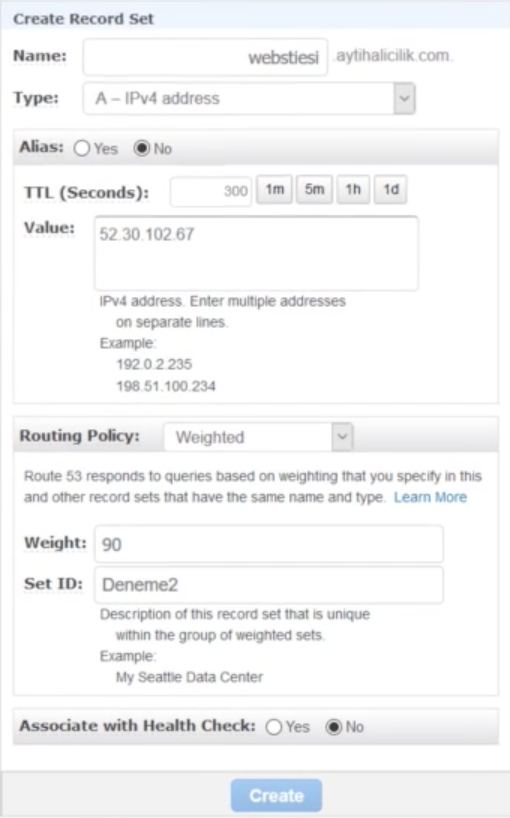 Create Record Set
Name: webstiesi .aytihalicilik.com.
Type: A – IPv4 address
Alias: Yes No
TTL (Seconds): 300 1m 5m 1h 1d
Value: 52.30.102.67
IPv4 address. Enter multiple addresses
on separate lines.
Example:
192.0.2.235
198.51.100.234
Routing Policy: Weighted
Route 53 responds to queries based on weighting that you specify in this
and other record sets that have the same name and type. Learn More
Weight: 90
Set ID: Deneme2
Description of this record set that is unique
within the group of weighted sets.
Example:
My Seattle Data Center
Associate with Health Check: Yes No
Create